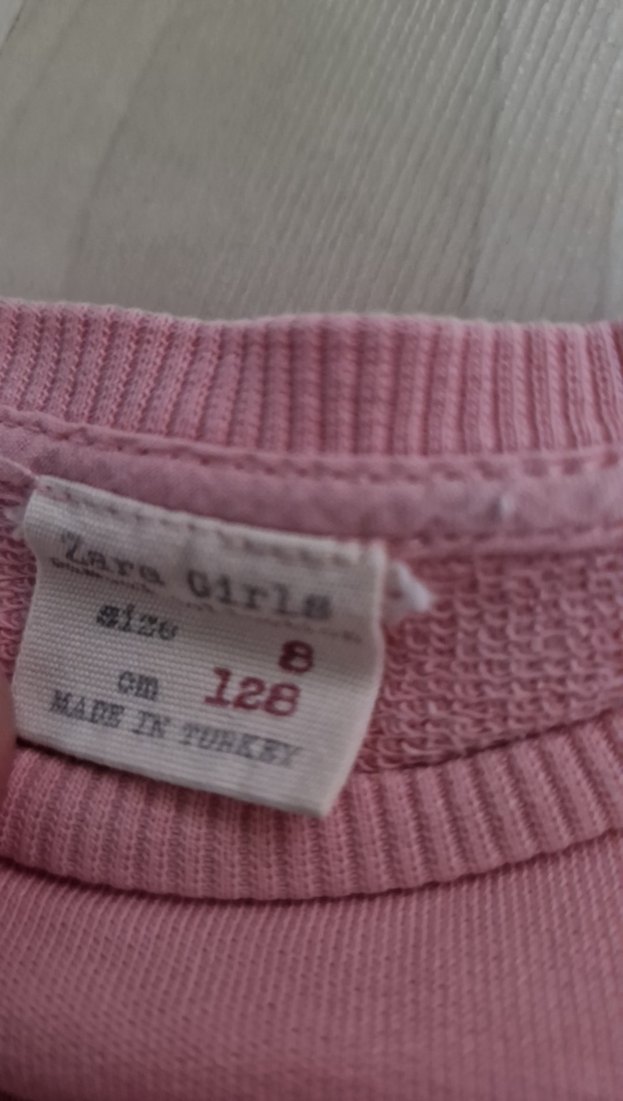 Zara Girls
size 8
cm 128
MADE IN TURKEY